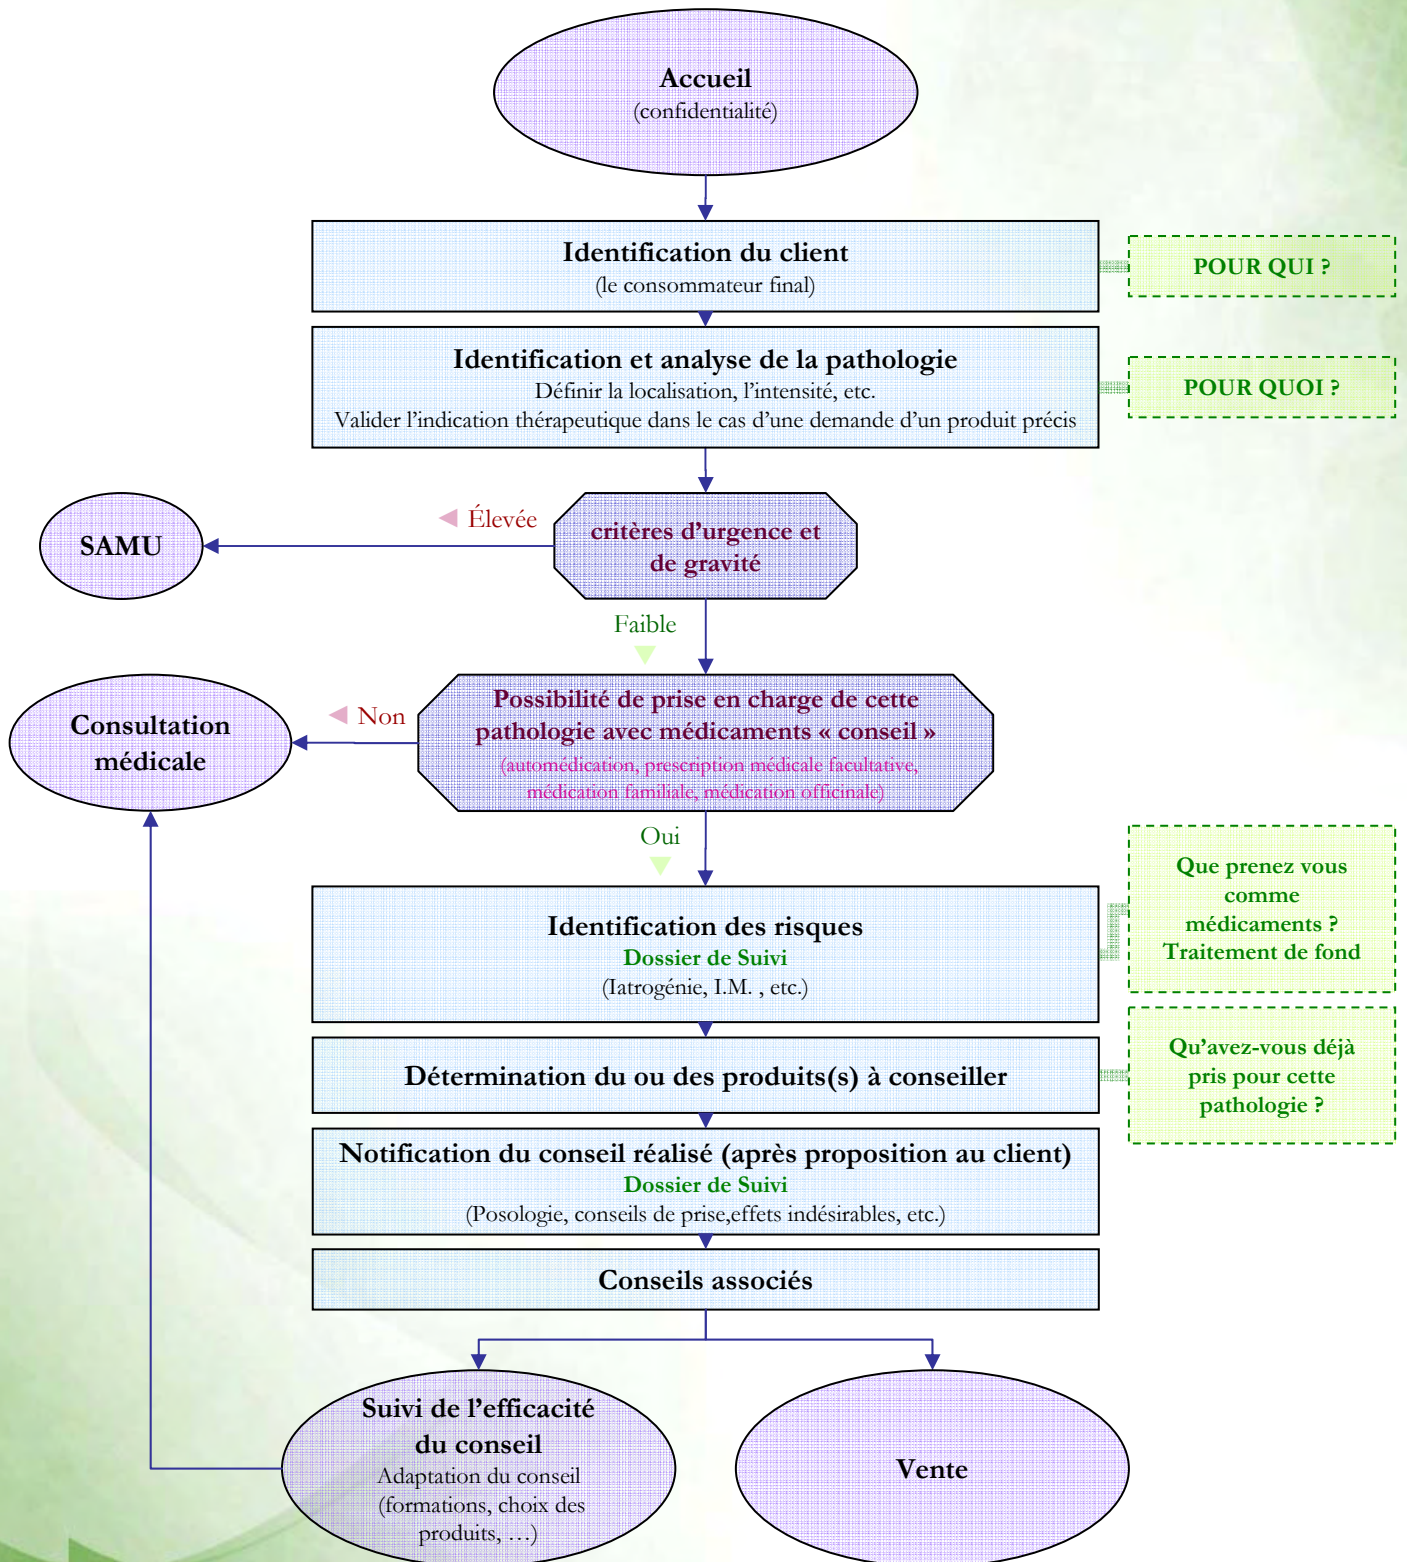 Accueil
(confidentialité)
Identification du client
(le consommateur final)
POUR QUI ?
Identification et analyse de la pathologie
Définir la localisation, l'intensité, etc.
Valider l'indication thérapeutique dans le cas d'une demande d'un produit précis
POUR QUOI ?
critères d'urgence et
de gravité
Élevée
SAMU
Faible
Possibilité de prise en charge de cette
pathologie avec médicaments « conseil »
(automédication, prescription médicale facultative,
médication familiale, médication officinale)
Non
Consultation
médicale
Oui
Identification des risques
Dossier de Suivi
(Iatrogénie, I.M. , etc.)
Que prenez vous
comme
médicaments ?
Traitement de fond
Détermination du ou des produits(s) à conseiller
Qu'avez-vous déjà
pris pour cette
pathologie ?
Notification du conseil réalisé (après proposition au client)
Dossier de Suivi
(Posologie, conseils de prise,effets indésirables, etc.)
Conseils associés
Suivi de l'efficacité
du conseil
Adaptation du conseil
(formations, choix des
produits, …)
Vente